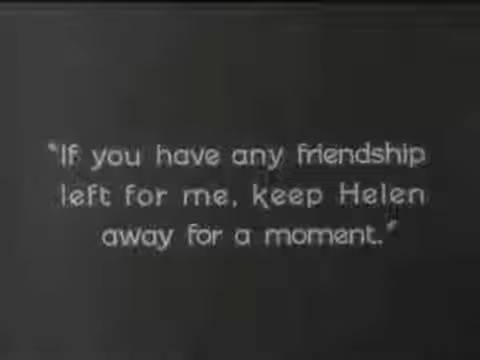 "If you have any friendship
left for me, keep Helen
away for a moment."